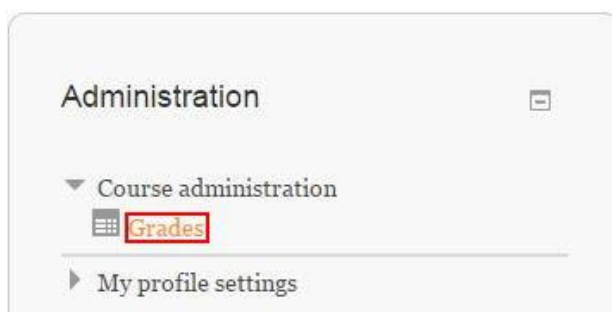 Administration
Course administration
Grades
My profile settings